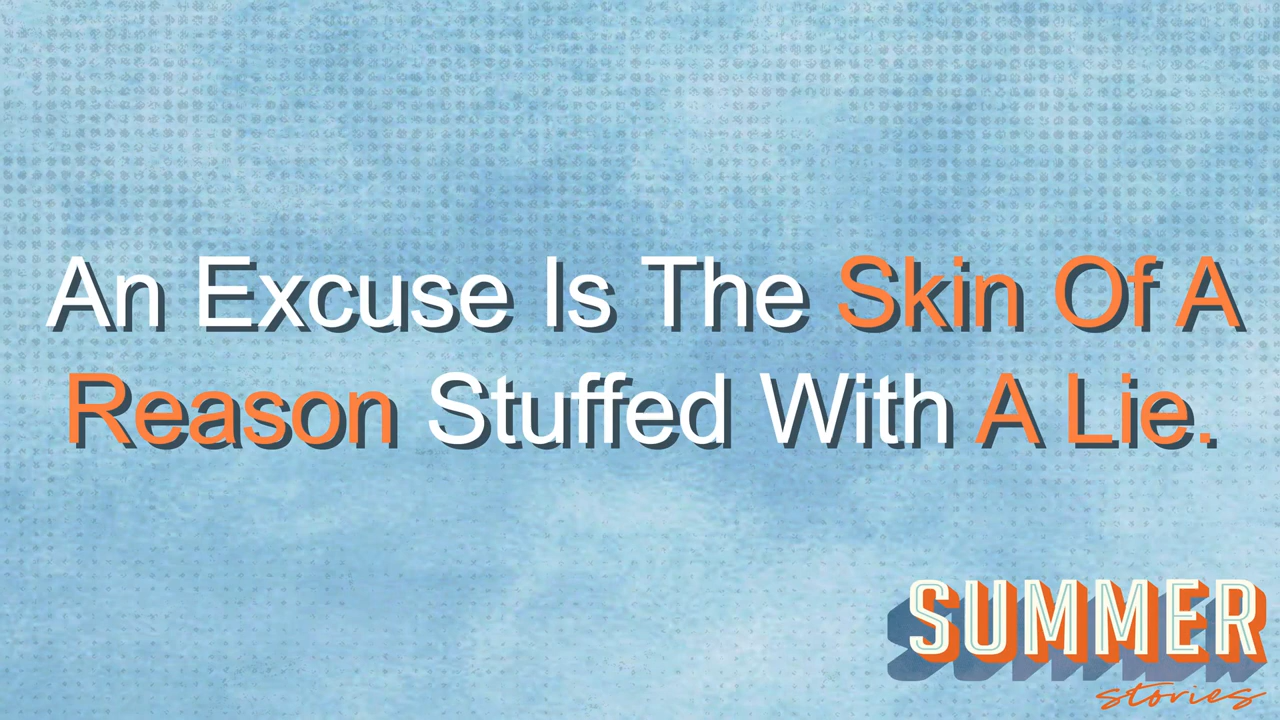 An Excuse Is The Skin Of A
Reason Stuffed With A Lie.
SUMMER
stories